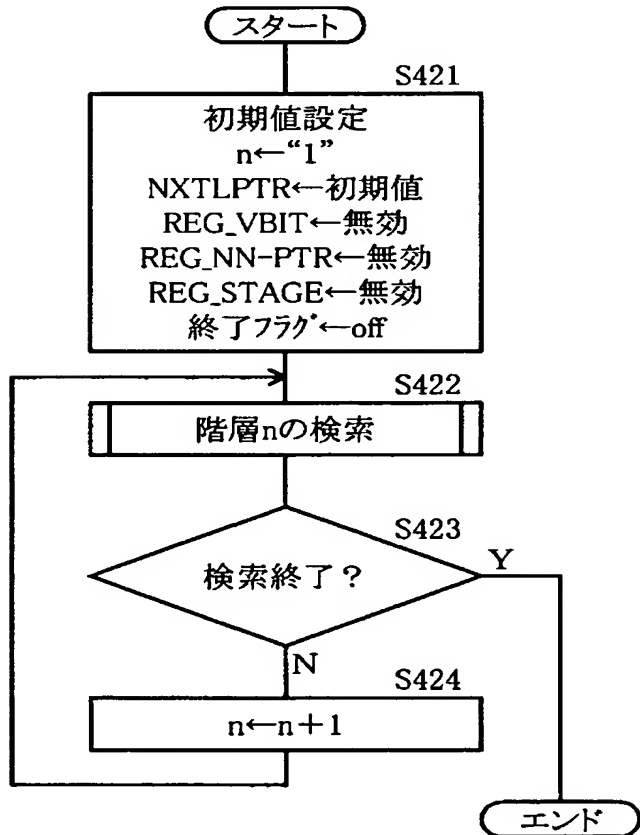 スタート
S421
初期値設定
n←“1”
NXTLPTR←初期値
REG_VBIT←無効
REG_NN-PTR←無効
REG_STAGE←無効
終了フラグ←off
S422
階層nの検索
S423
検索終了？
Y
N
S424
n←n＋1
エンド